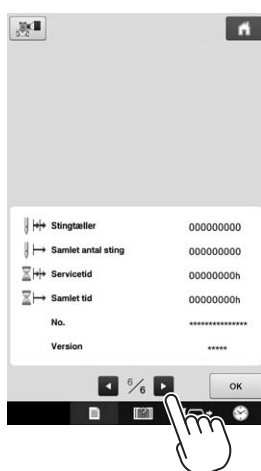 Stingtæller 000000000
Samlet antal sting 000000000
Servicetid 00000000h
Samlet tid 00000000h
No. ***************
Version *****
6/6 OK